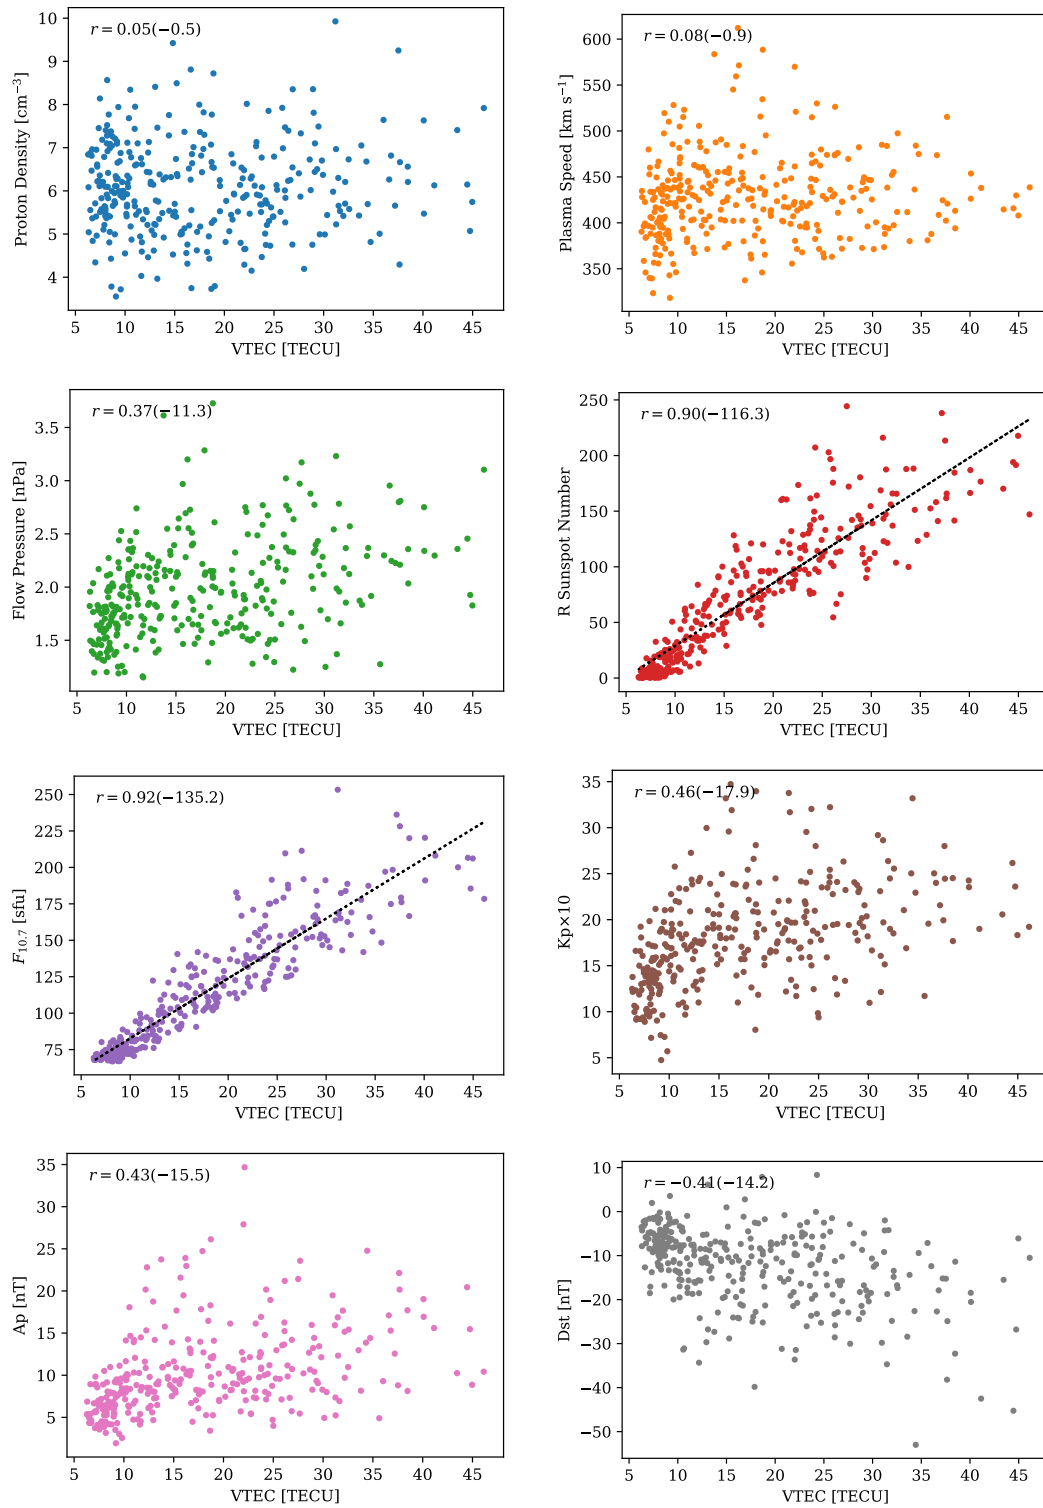 r = 0.05(−0.5)
Proton Density [cm⁻³]
10
9
8
7
6
5
4
5 10 15 20 25 30 35 40 45
VTEC [TECU]
r = 0.08(−0.9)
Plasma Speed [km s⁻¹]
600
550
500
450
400
350
5 10 15 20 25 30 35 40 45
VTEC [TECU]
r = 0.37(−11.3)
Flow Pressure [nPa]
3.5
3.0
2.5
2.0
1.5
5 10 15 20 25 30 35 40 45
VTEC [TECU]
r = 0.90(−116.3)
R Sunspot Number
250
200
150
100
50
0
5 10 15 20 25 30 35 40 45
VTEC [TECU]
r = 0.92(−135.2)
F₁₀.₇ [sfu]
250
225
200
175
150
125
100
75
5 10 15 20 25 30 35 40 45
VTEC [TECU]
r = 0.46(−17.9)
Kp×10
35
30
25
20
15
10
5
5 10 15 20 25 30 35 40 45
VTEC [TECU]
r = 0.43(−15.5)
Ap [nT]
35
30
25
20
15
10
5
5 10 15 20 25 30 35 40 45
VTEC [TECU]
r = −0.41(−14.2)
Dst [nT]
10
0
−10
−20
−30
−40
−50
5 10 15 20 25 30 35 40 45
VTEC [TECU]